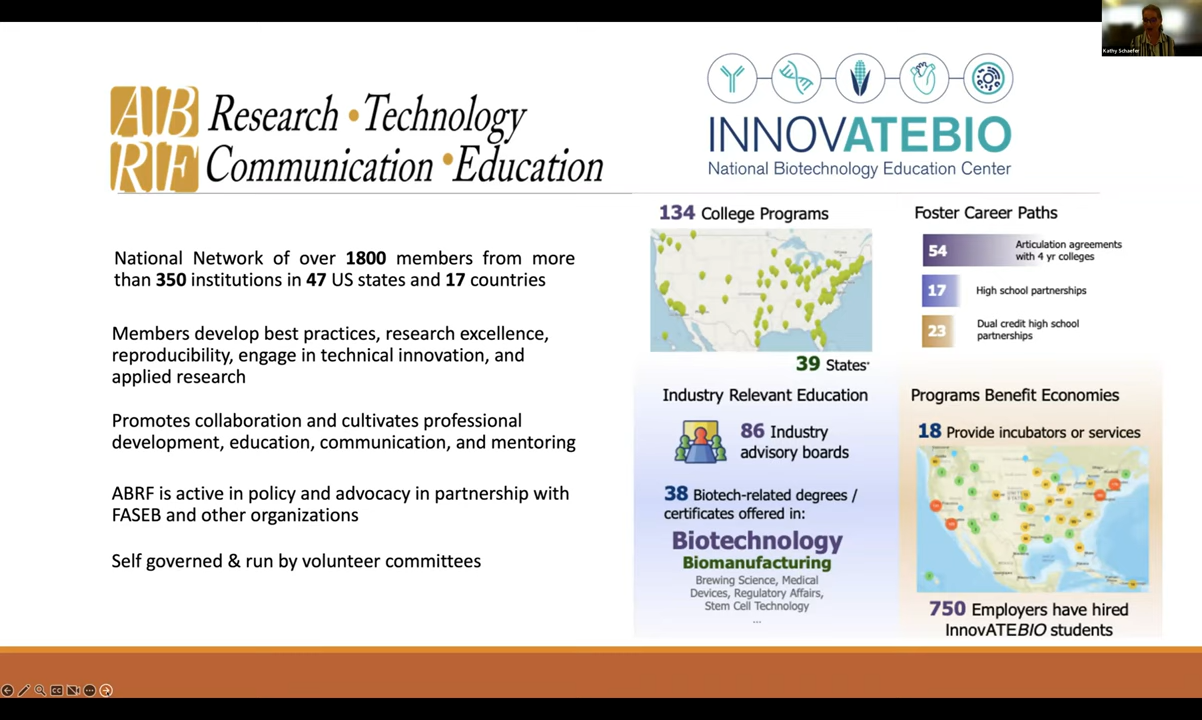 Kathy Schaefer
AB
RF
Research • Technology
Communication • Education
INNOVATEBIO
National Biotechnology Education Center
National Network of over 1800 members from more
than 350 institutions in 47 US states and 17 countries
Members develop best practices, research excellence,
reproducibility, engage in technical innovation, and
applied research
Promotes collaboration and cultivates professional
development, education, communication, and mentoring
ABRF is active in policy and advocacy in partnership with
FASEB and other organizations
Self governed & run by volunteer committees
134 College Programs
39 States
Foster Career Paths
54 Articulation agreements
with 4 yr colleges
17 High school partnerships
23 Dual credit high school
partnerships
Industry Relevant Education
86 Industry
advisory boards
38 Biotech-related degrees /
certificates offered in:
Biotechnology
Biomanufacturing
Brewing Science, Medical
Devices, Regulatory Affairs,
Stem Cell Technology
...
Programs Benefit Economies
18 Provide incubators or services
750 Employers have hired
InnovATEBIO students
CC